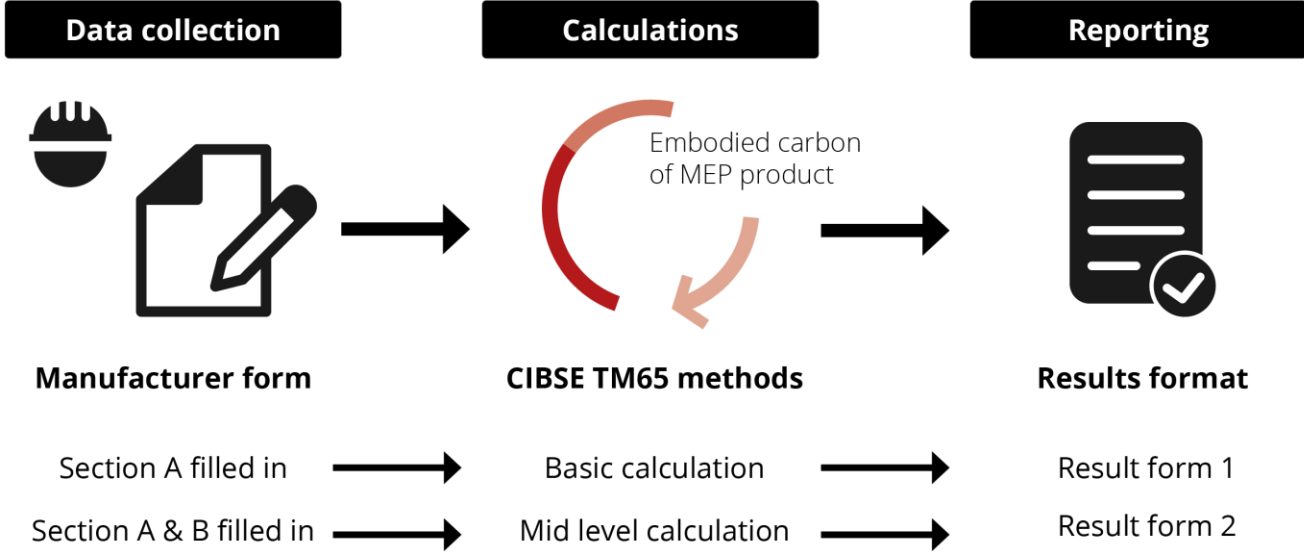 Data collection
Calculations
Reporting
Embodied carbon
of MEP product
Manufacturer form
CIBSE TM65 methods
Results format
Section A filled in
Basic calculation
Result form 1
Section A & B filled in
Mid level calculation
Result form 2